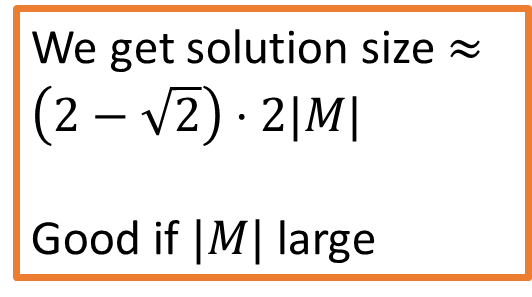 We get solution size ≈
(2 − √2) · 2|M|
Good if |M| large